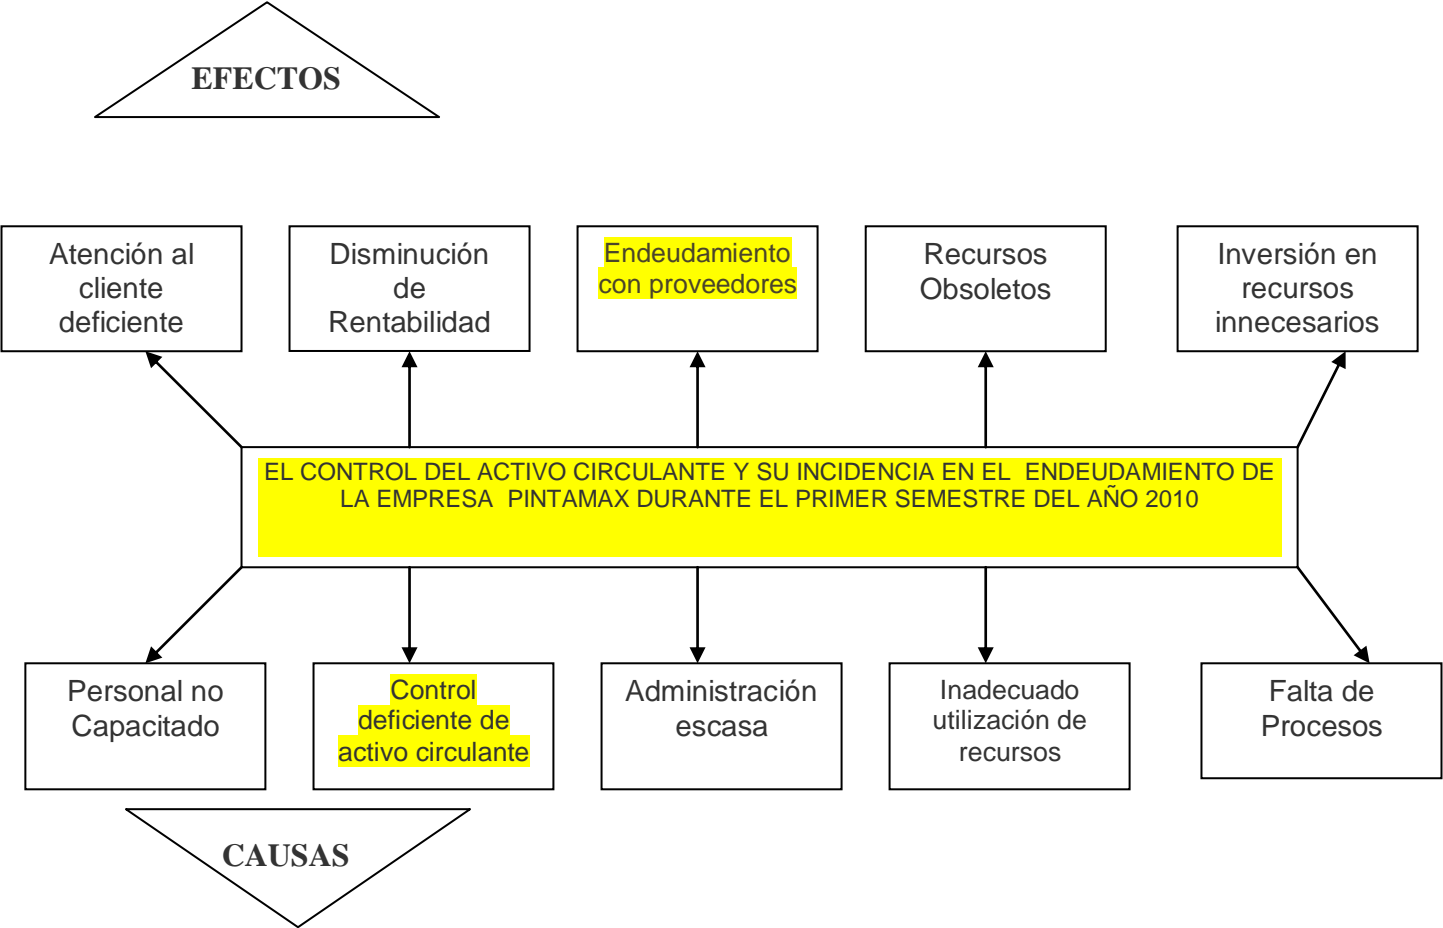 EFECTOS
Atención al
cliente
deficiente
Disminución
de
Rentabilidad
Endeudamiento
con proveedores
Recursos
Obsoletos
Inversión en
recursos
innecesarios
EL CONTROL DEL ACTIVO CIRCULANTE Y SU INCIDENCIA EN EL  ENDEUDAMIENTO DE
LA EMPRESA  PINTAMAX DURANTE EL PRIMER SEMESTRE DEL AÑO 2010
Personal no
Capacitado
Control
deficiente de
activo circulante
Administración
escasa
Inadecuado
utilización de
recursos
Falta de
Procesos
CAUSAS